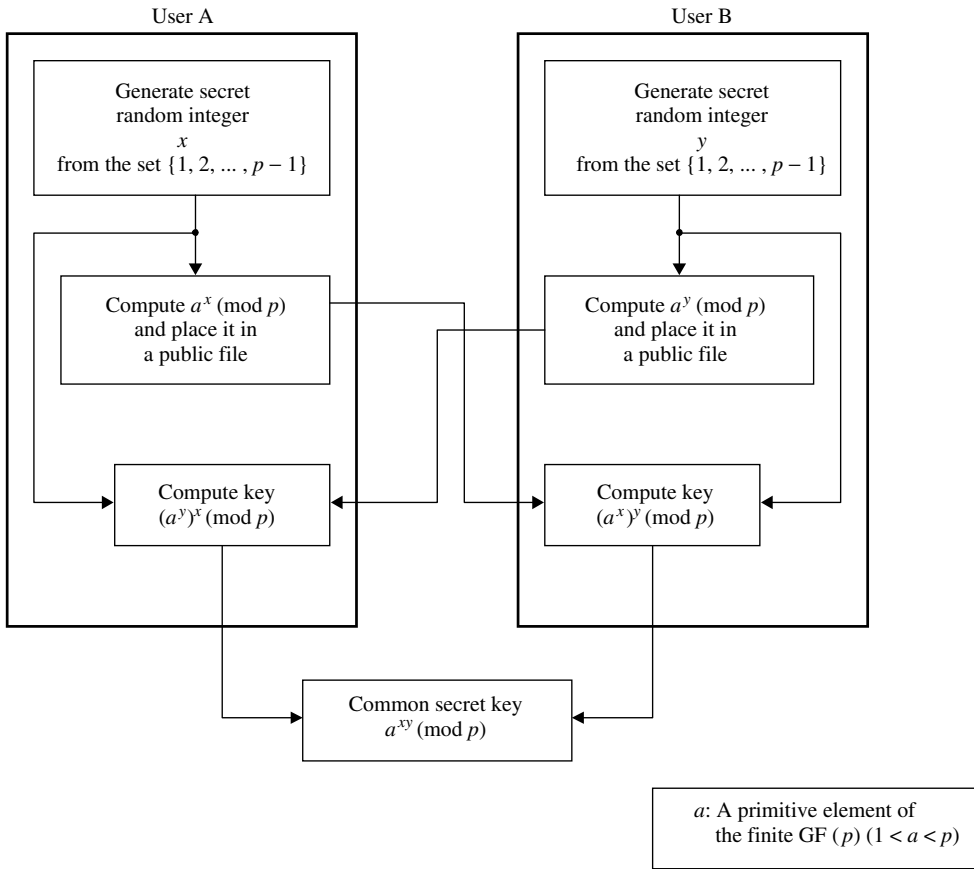 User A
Generate secret
random integer
x
from the set {1, 2, ... , p − 1}
Compute a^x (mod p)
and place it in
a public file
Compute key
(a^y)^x (mod p)
User B
Generate secret
random integer
y
from the set {1, 2, ... , p − 1}
Compute a^y (mod p)
and place it in
a public file
Compute key
(a^x)^y (mod p)
Common secret key
a^xy (mod p)
a: A primitive element of
the finite GF (p) (1 < a < p)